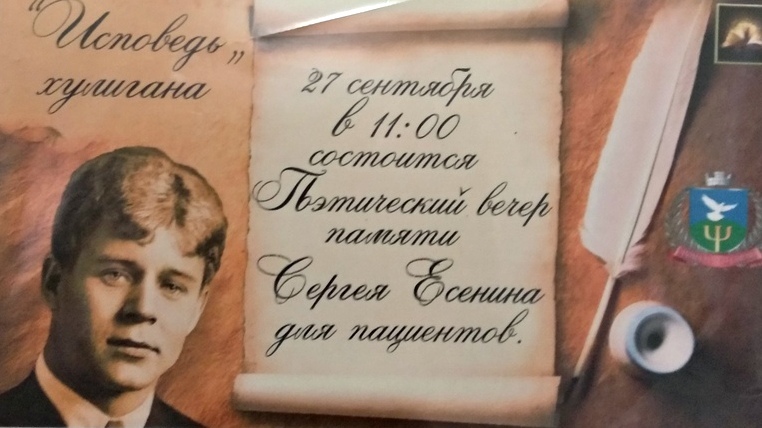 "Исповедь"
хулигана
27 сентября
в 11:00
состоится
Поэтический вечер
памяти
Сергея Есенина
для пациентов.